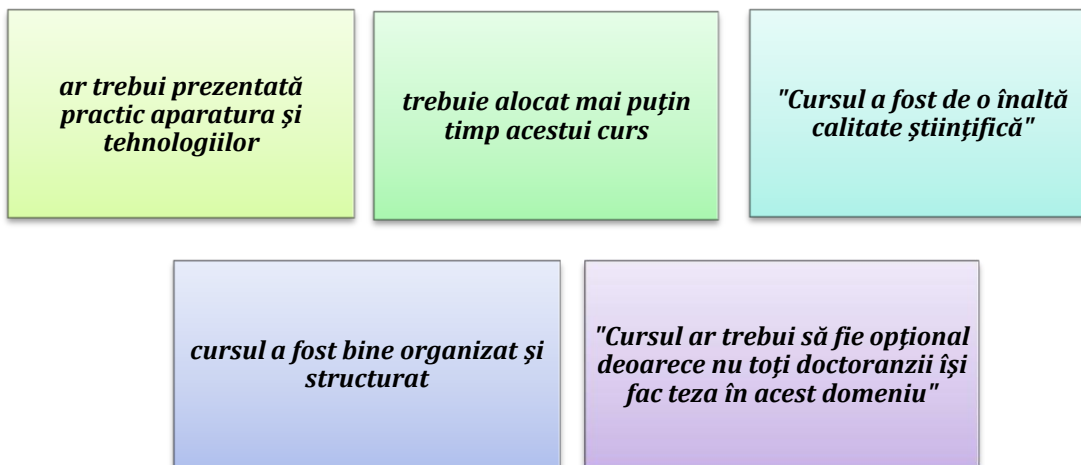 ar trebui prezentată
practic aparatura şi
tehnologiilor
trebuie alocat mai puţin
timp acestui curs
"Cursul a fost de o înaltă
calitate ştiinţifică"
cursul a fost bine organizat şi
structurat
"Cursul ar trebui să fie opţional
deoarece nu toţi doctoranzii îşi
fac teza în acest domeniu"